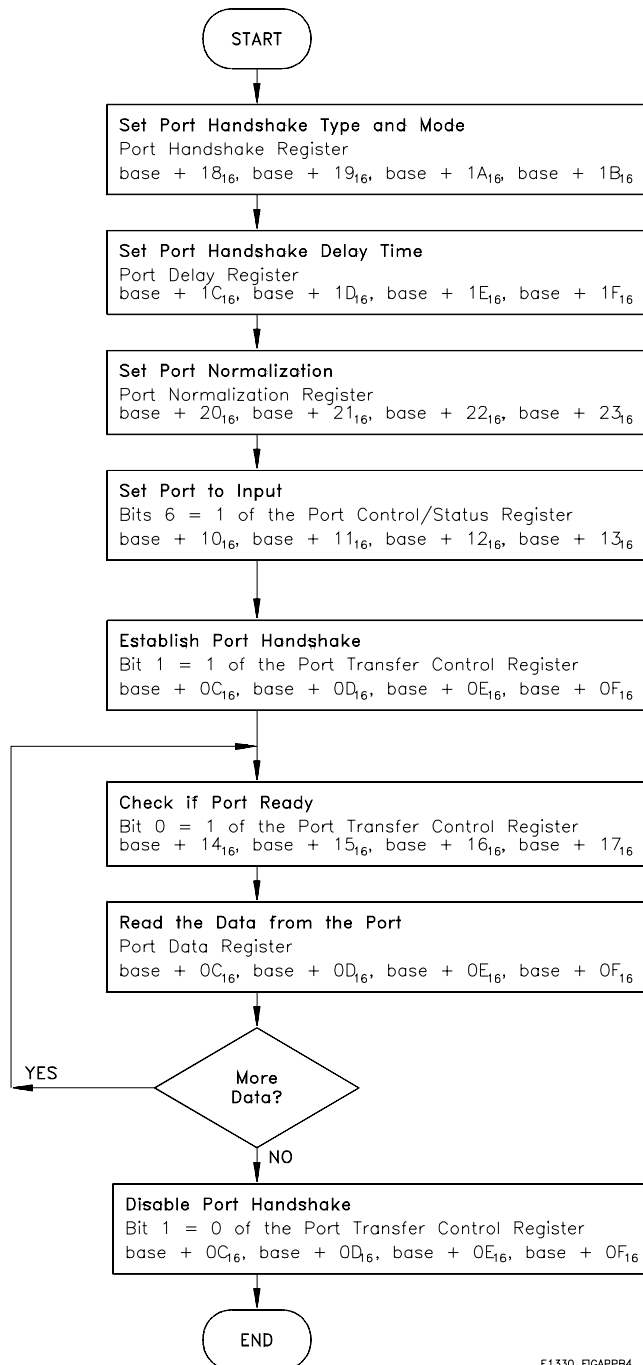 START
Set Port Handshake Type and Mode
Port Handshake Register
base + 18₁₆, base + 19₁₆, base + 1A₁₆, base + 1B₁₆
Set Port Handshake Delay Time
Port Delay Register
base + 1C₁₆, base + 1D₁₆, base + 1E₁₆, base + 1F₁₆
Set Port Normalization
Port Normalization Register
base + 20₁₆, base + 21₁₆, base + 22₁₆, base + 23₁₆
Set Port to Input
Bits 6 = 1 of the Port Control/Status Register
base + 10₁₆, base + 11₁₆, base + 12₁₆, base + 13₁₆
Establish Port Handshake
Bit 1 = 1 of the Port Transfer Control Register
base + 0C₁₆, base + 0D₁₆, base + 0E₁₆, base + 0F₁₆
Check if Port Ready
Bit 0 = 1 of the Port Transfer Control Register
base + 14₁₆, base + 15₁₆, base + 16₁₆, base + 17₁₆
Read the Data from the Port
Port Data Register
base + 0C₁₆, base + 0D₁₆, base + 0E₁₆, base + 0F₁₆
YES
More
Data?
NO
Disable Port Handshake
Bit 1 = 0 of the Port Transfer Control Register
base + 0C₁₆, base + 0D₁₆, base + 0E₁₆, base + 0F₁₆
END
E1330 FIGAPPB4